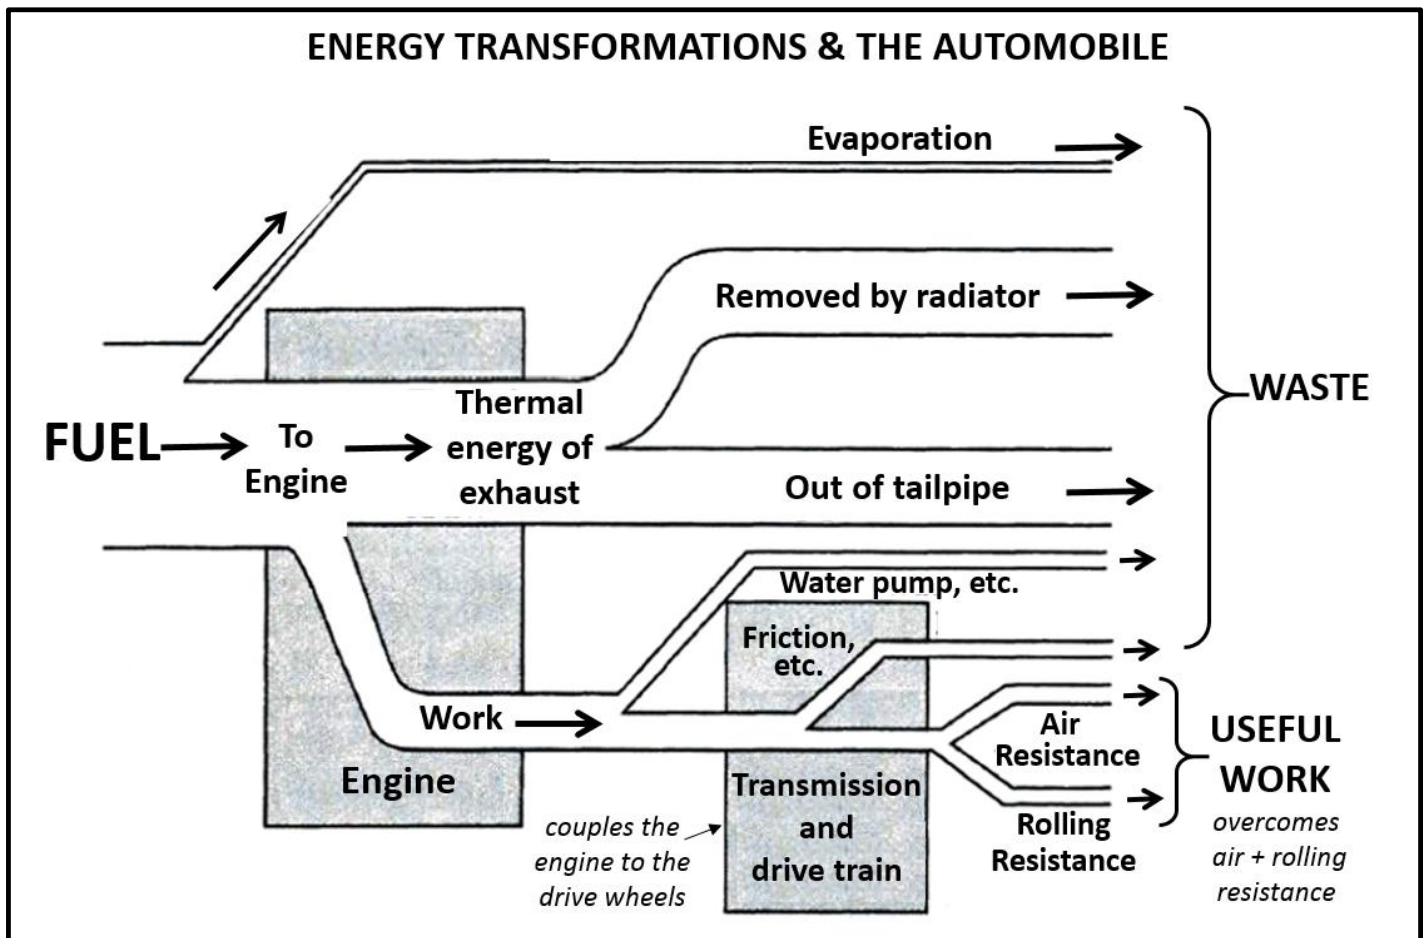 ENERGY TRANSFORMATIONS & THE AUTOMOBILE
Evaporation
Removed by radiator
WASTE
FUEL
To
Engine
Thermal
energy of
exhaust
Out of tailpipe
Water pump, etc.
Friction,
etc.
Work
Engine
Air
Resistance
USEFUL
WORK
overcomes
air + rolling
resistance
Transmission
and
drive train
couples the
engine to the
drive wheels
Rolling
Resistance